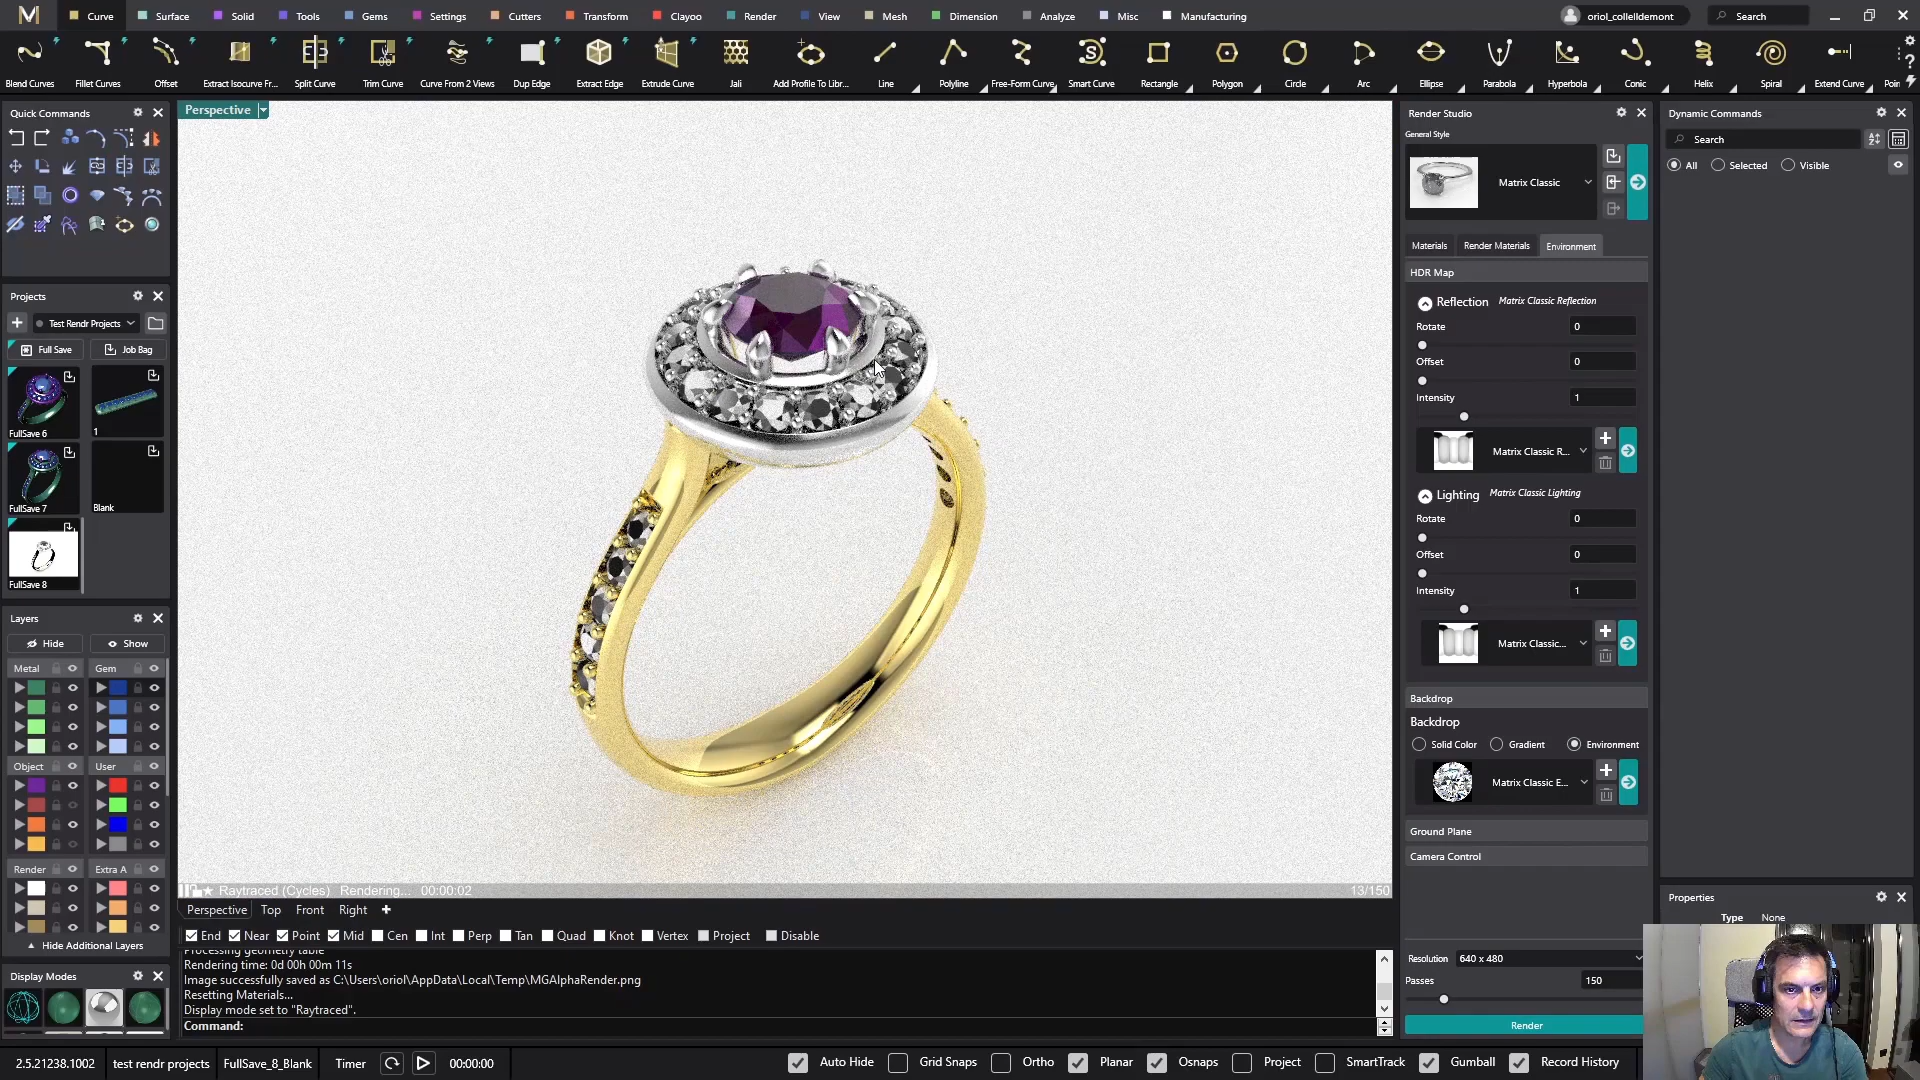 Curve Surface Solid Tools Gems Settings Cutters Transform Clayoo Render View Mesh Dimension Analyze Misc Manufacturing oriol_collelldemont Search
Blend Curves Fillet Curves Offset Extract Isocurve Fr... Split Curve Trim Curve Curve From 2 Views Dup Edge Extract Edge Extrude Curve Jali Add Profile To Libr... Line Polyline Free-Form Curve Smart Curve Rectangle Polygon Circle Arc Ellipse Parabola Hyperbola Conic Helix Spiral Extend Curve Poin
Quick Commands
Projects
Test Rendr Projects
Full Save Job Bag
FullSave 6 1
FullSave 7 Blank
FullSave 8
Layers
Hide Show
Metal Gem
Object User
Render Extra A
Hide Additional Layers
Display Modes
Perspective
Raytraced (Cycles) Rendering... 00:00:02 13/150
Perspective Top Front Right
End Near Point Mid Cen Int Perp Tan Quad Knot Vertex Project Disable
Processing geometry table
Rendering time: 0d 00h 00m 11s
Image successfully saved as C:\Users\oriol\AppData\Local\Temp\MGAlphaRender.png
Resetting Materials...
Display mode set to "Raytraced".
Command:
Render Studio
General Style
Matrix Classic
Materials Render Materials Environment
HDR Map
Reflection Matrix Classic Reflection
Rotate 0
Offset 0
Intensity 1
Matrix Classic R...
Lighting Matrix Classic Lighting
Rotate 0
Offset 0
Intensity 1
Matrix Classic...
Backdrop
Backdrop
Solid Color Gradient Environment
Matrix Classic E...
Ground Plane
Camera Control
Resolution 640 x 480
Passes 150
Render
Dynamic Commands
Search
All Selected Visible
Properties
Type None
2.5.21238.1002 test rendr projects FullSave_8_Blank Timer 00:00:00 Auto Hide Grid Snaps Ortho Planar Osnaps Project SmartTrack Gumball Record History